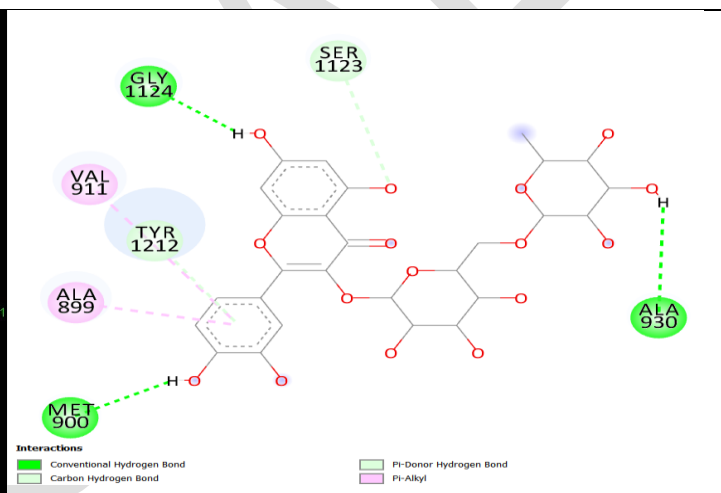 SER
1123
GLY
1124
VAL
911
TYR
1212
ALA
899
MET
900
ALA
930
H O
O
O
O
O
O
O
O
O
O
O
O
O
O
O
H
O
H O
O
1
Interactions
Conventional Hydrogen Bond
Carbon Hydrogen Bond
Pi-Donor Hydrogen Bond
Pi-Alkyl